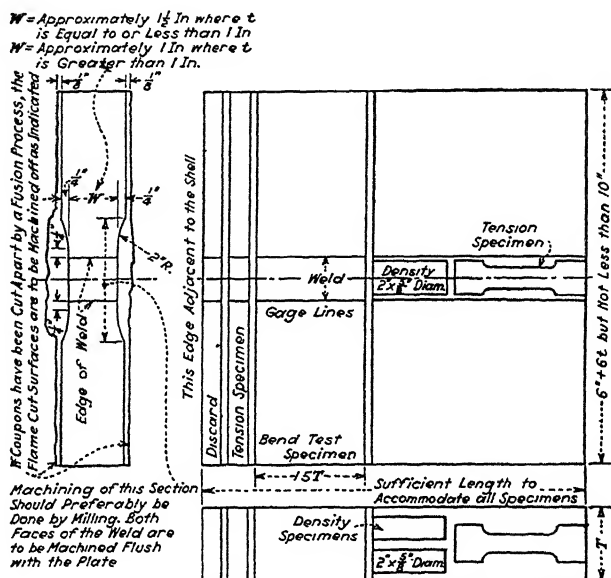 W = Approximately 1½ In where t
is Equal to or Less than 1 In
W = Approximately 1 In where t
is Greater than 1 In.
If Coupons have been Cut Apart by a Fusion Process, the
Flame Cut Surfaces are to be Machined off as Indicated
⅛"
⅛"
¼"
W
¼"
2" R.
Edge of Weld
This Edge Adjacent to the Shell
Discard
Tension Specimen
Weld
Gage Lines
Bend Test
Specimen
Tension
Specimen
Density
2" x ⅝" Diam.
6" + 6t but Not Less than 10"
1.5T
Sufficient Length to
Accommodate all Specimens
Machining of this Section
Should Preferably be
Done by Milling. Both
Faces of the Weld are
to be Machined Flush
with the Plate
Density
Specimens
2" x ⅝" Diam.
T